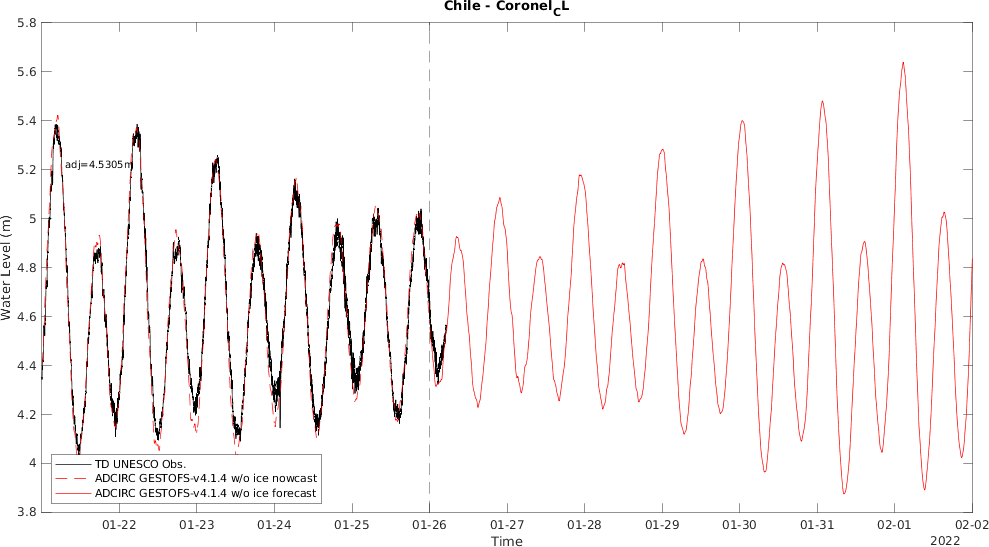 Chile - Coronel_CL
5.8
5.6
5.4
5.2
5
4.8
4.6
4.4
4.2
4
3.8
Water Level (m)
adj=4.5305m
TD UNESCO Obs.
ADCIRC GESTOFS-v4.1.4 w/o ice nowcast
ADCIRC GESTOFS-v4.1.4 w/o ice forecast
01-22 01-23 01-24 01-25 01-26 01-27 01-28 01-29 01-30 01-31 02-01 02-02
Time
2022